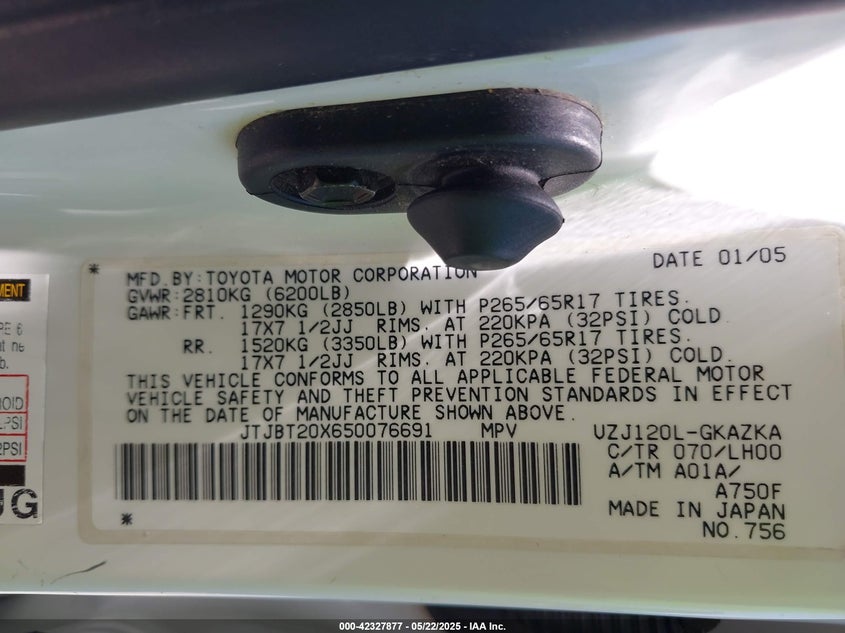 DATE 01/05
MFD.BY:TOYOTA MOTOR CORPORATION
GVWR:2810KG (6200LB)
GAWR:FRT. 1290KG (2850LB) WITH P265/65R17 TIRES.
17X7 1/2JJ RIMS. AT 220KPA (32PSI) COLD.
RR. 1520KG (3350LB) WITH P265/65R17 TIRES.
17X7 1/2JJ RIMS. AT 220KPA (32PSI) COLD.
THIS VEHICLE CONFORMS TO ALL APPLICABLE FEDERAL MOTOR
VEHICLE SAFETY AND THEFT PREVENTION STANDARDS IN EFFECT
ON THE DATE OF MANUFACTURE SHOWN ABOVE.
JTJBT20X650076691 MPV UZJ120L-GKAZKA
C/TR 070/LH00
A/TM A01A/
A750F
MADE IN JAPAN
NO.756
000-42327877 - 05/22/2025 - IAA Inc.